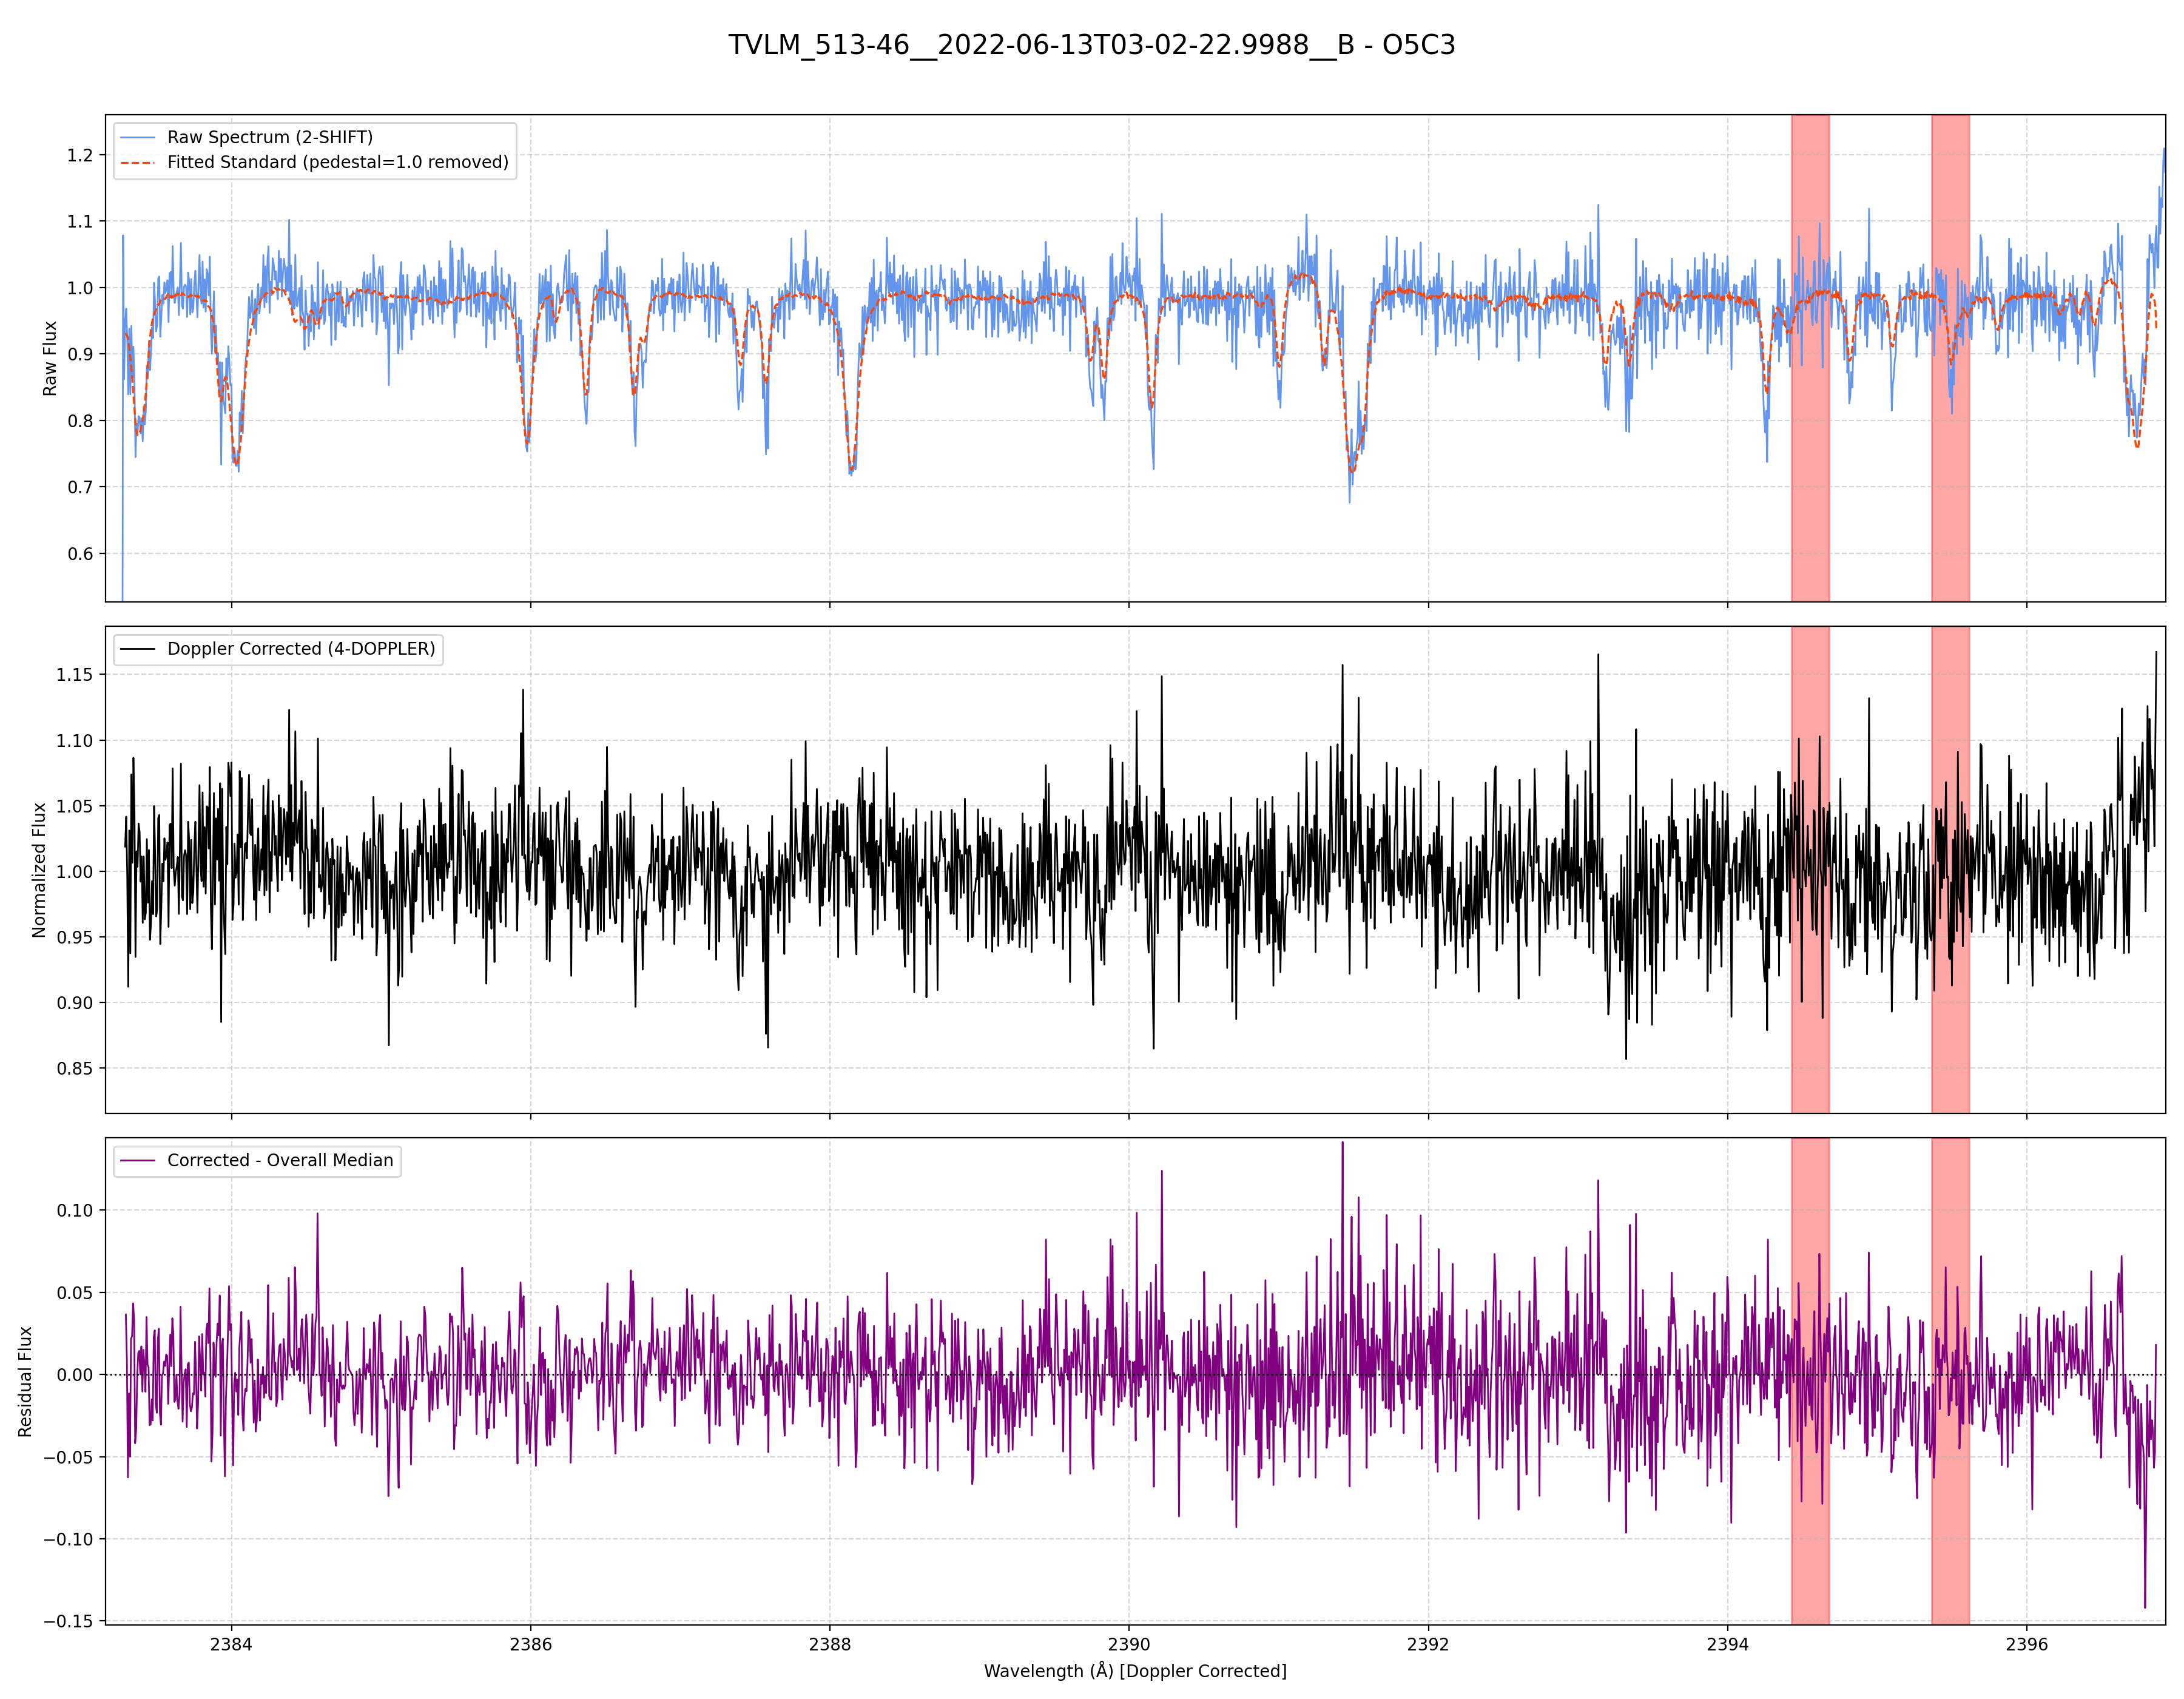 TVLM_513-46__2022-06-13T03-02-22.9988__B - O5C3
Raw Spectrum (2-SHIFT)
Fitted Standard (pedestal=1.0 removed)
Raw Flux
1.2
1.1
1.0
0.9
0.8
0.7
0.6
Doppler Corrected (4-DOPPLER)
Normalized Flux
1.15
1.10
1.05
1.00
0.95
0.90
0.85
Corrected - Overall Median
Residual Flux
0.10
0.05
0.00
−0.05
−0.10
−0.15
2384 2386 2388 2390 2392 2394 2396
Wavelength (Å) [Doppler Corrected]